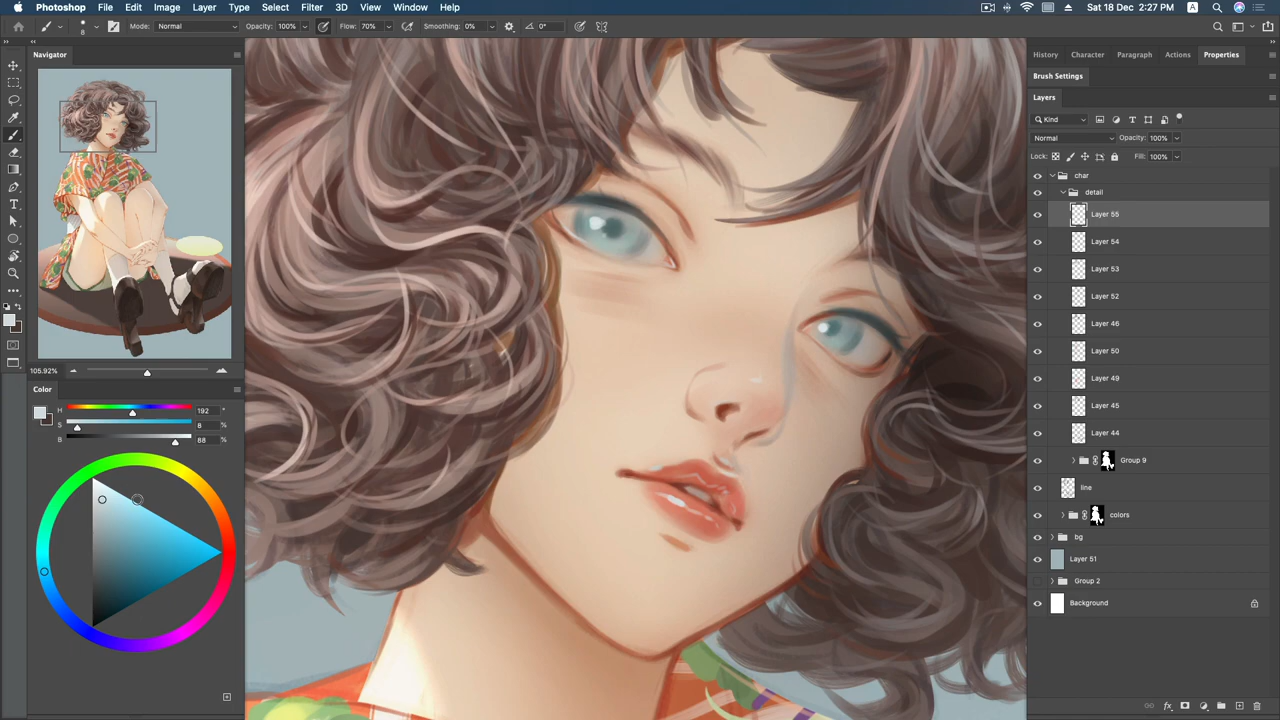 Photoshop File Edit Image Layer Type Select Filter 3D View Window Help Sat 18 Dec 2:27 PM A
8 Mode: Normal Opacity: 100% Flow: 70% Smoothing: 0% 0°
Navigator
105.92%
Color
H 192 °
S 8 %
B 88 %
History Character Paragraph Actions Properties
Brush Settings
Layers
Kind
Normal Opacity: 100%
Lock: Fill: 100%
char
detail
Layer 55
Layer 54
Layer 53
Layer 52
Layer 46
Layer 50
Layer 49
Layer 45
Layer 44
Group 9
line
colors
bg
Layer 51
Group 2
Background